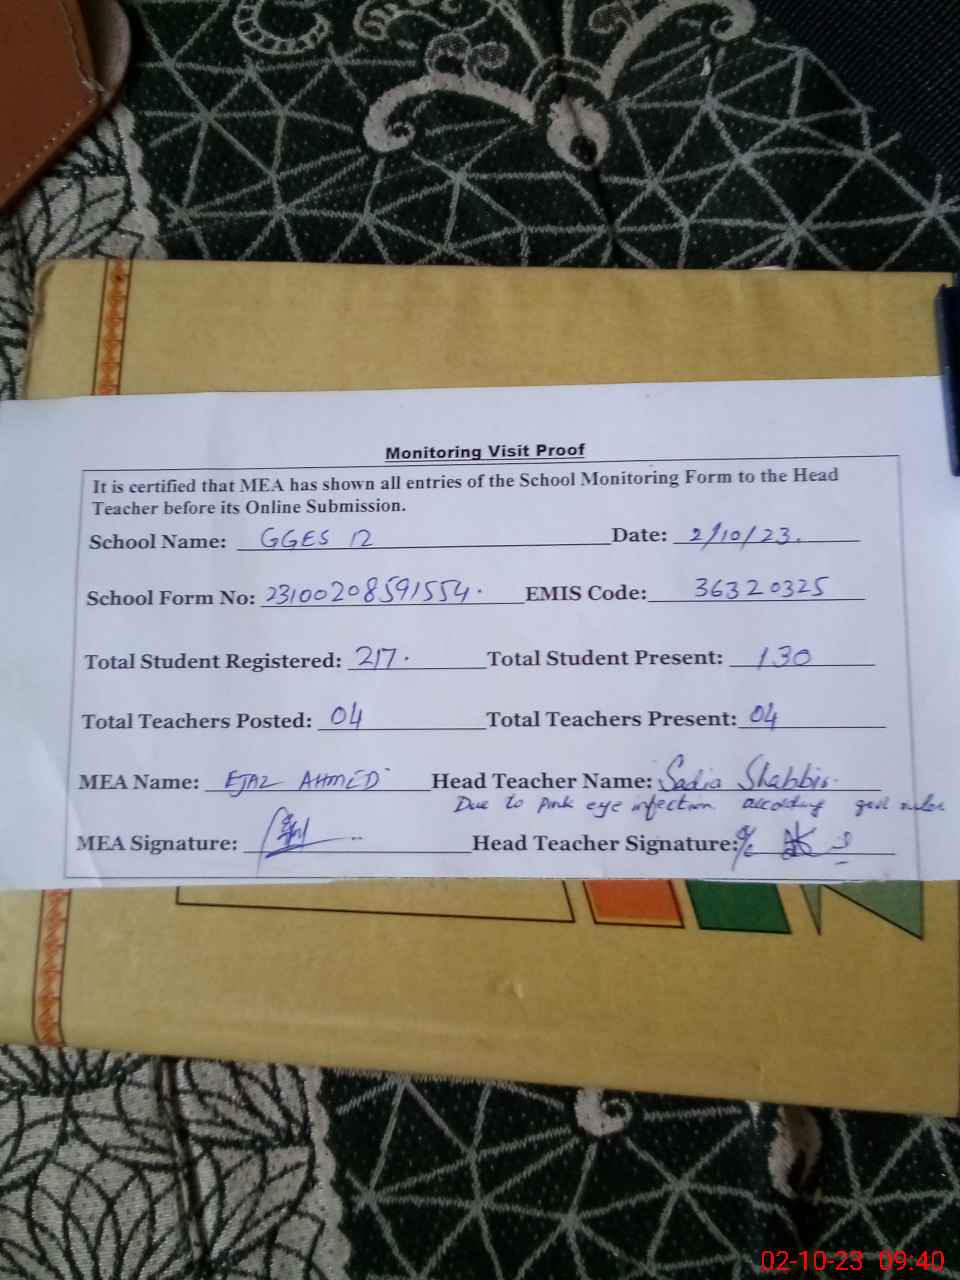 Monitoring Visit Proof
It is certified that MEA has shown all entries of the School Monitoring Form to the Head
Teacher before its Online Submission.
School Name: GGES 12 Date: 2/10/23.
School Form No: 23100208591554. EMIS Code: 36320325
Total Student Registered: 217. Total Student Present: 130
Total Teachers Posted: 04 Total Teachers Present: 04
MEA Name: EJAZ AHMED Head Teacher Name: Sadia Shabbir.
Due to pink eye infection according
MEA Signature: Head Teacher Signature:
02-10-23 09:40